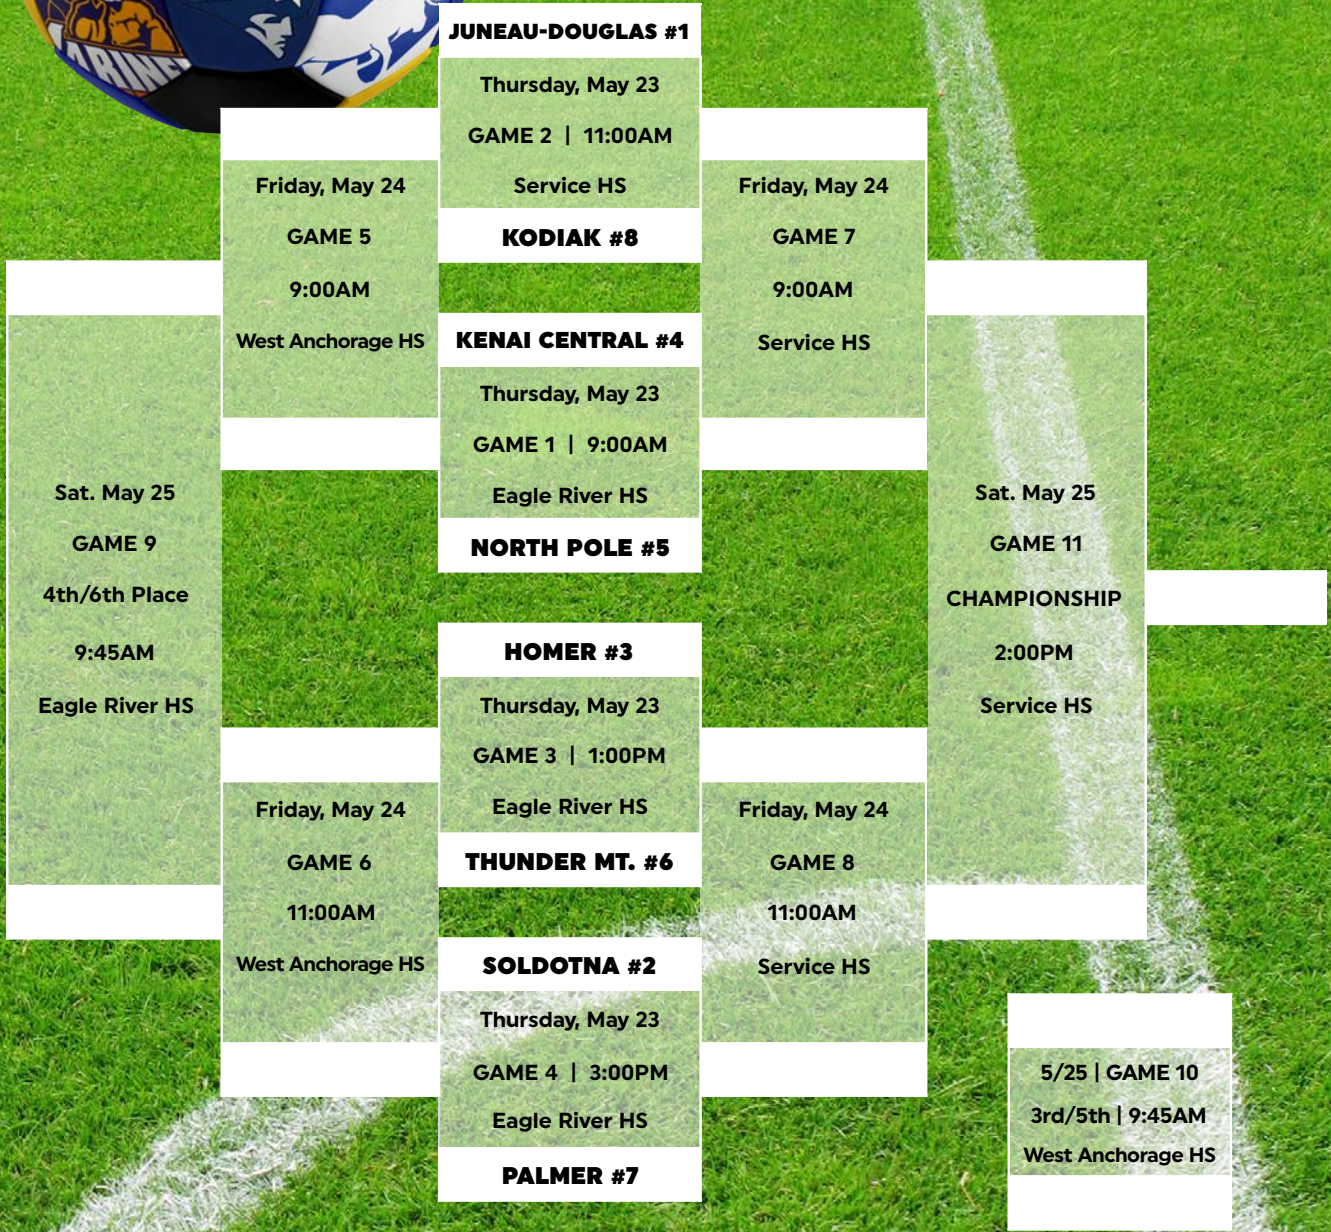 ARINE
JUNEAU-DOUGLAS #1
Thursday, May 23
GAME 2 | 11:00AM
Service HS
KODIAK #8
Friday, May 24
GAME 5
9:00AM
West Anchorage HS
Friday, May 24
GAME 7
9:00AM
Service HS
KENAI CENTRAL #4
Thursday, May 23
GAME 1 | 9:00AM
Eagle River HS
NORTH POLE #5
Sat. May 25
GAME 9
4th/6th Place
9:45AM
Eagle River HS
Sat. May 25
GAME 11
CHAMPIONSHIP
2:00PM
Service HS
HOMER #3
Thursday, May 23
GAME 3 | 1:00PM
Eagle River HS
THUNDER MT. #6
Friday, May 24
GAME 6
11:00AM
West Anchorage HS
Friday, May 24
GAME 8
11:00AM
Service HS
SOLDOTNA #2
Thursday, May 23
GAME 4 | 3:00PM
Eagle River HS
PALMER #7
5/25 | GAME 10
3rd/5th | 9:45AM
West Anchorage HS